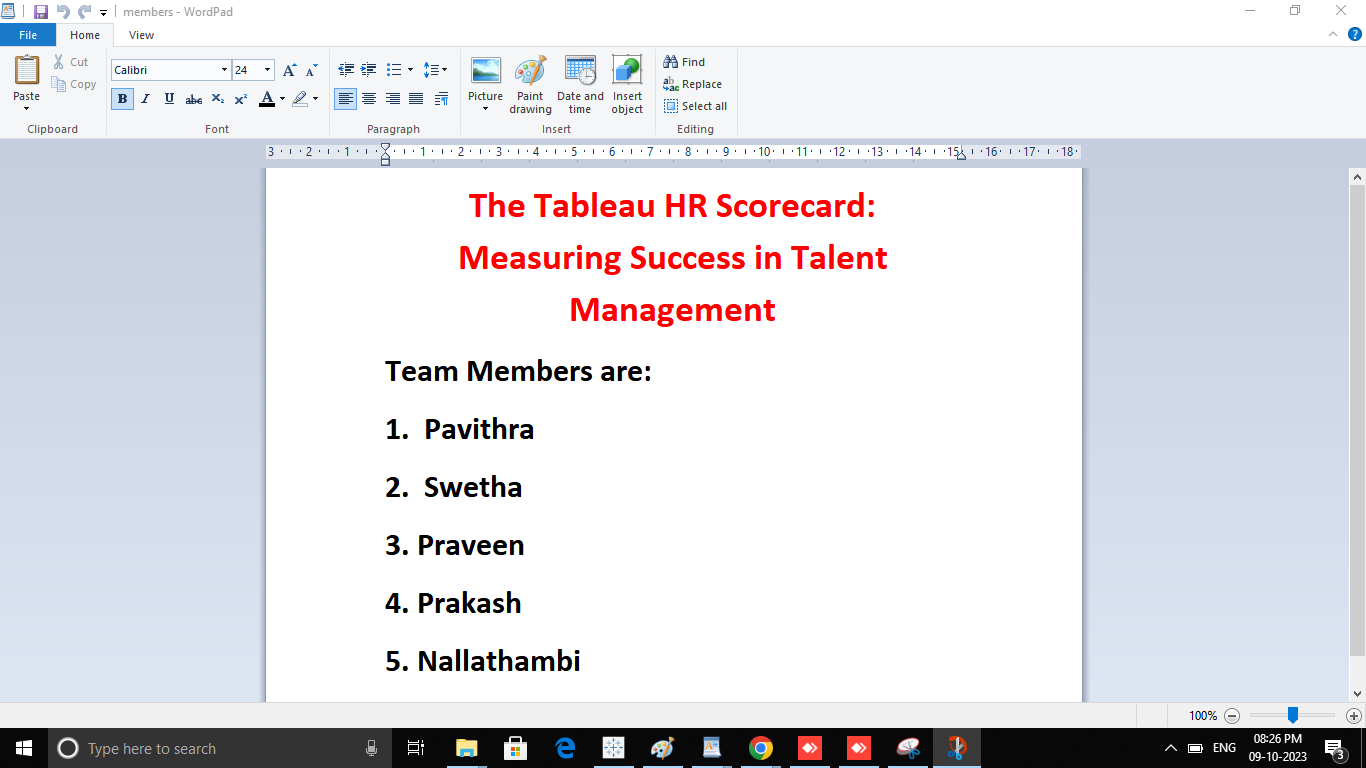 members - WordPad
File Home View
Paste
Cut
Copy
Clipboard
Calibri 24
B I U abc X₂ X² A
Font
Paragraph
Picture
Paint drawing
Date and time
Insert object
Insert
Find
Replace
Select all
Editing
3 2 1 1 2 3 4 5 6 7 8 9 10 11 12 13 14 15 16 17 18
The Tableau HR Scorecard:
Measuring Success in Talent
Management
Team Members are:
1. Pavithra
2. Swetha
3. Praveen
4. Prakash
5. Nallathambi
100%
Type here to search
ENG
08:26 PM
09-10-2023
3